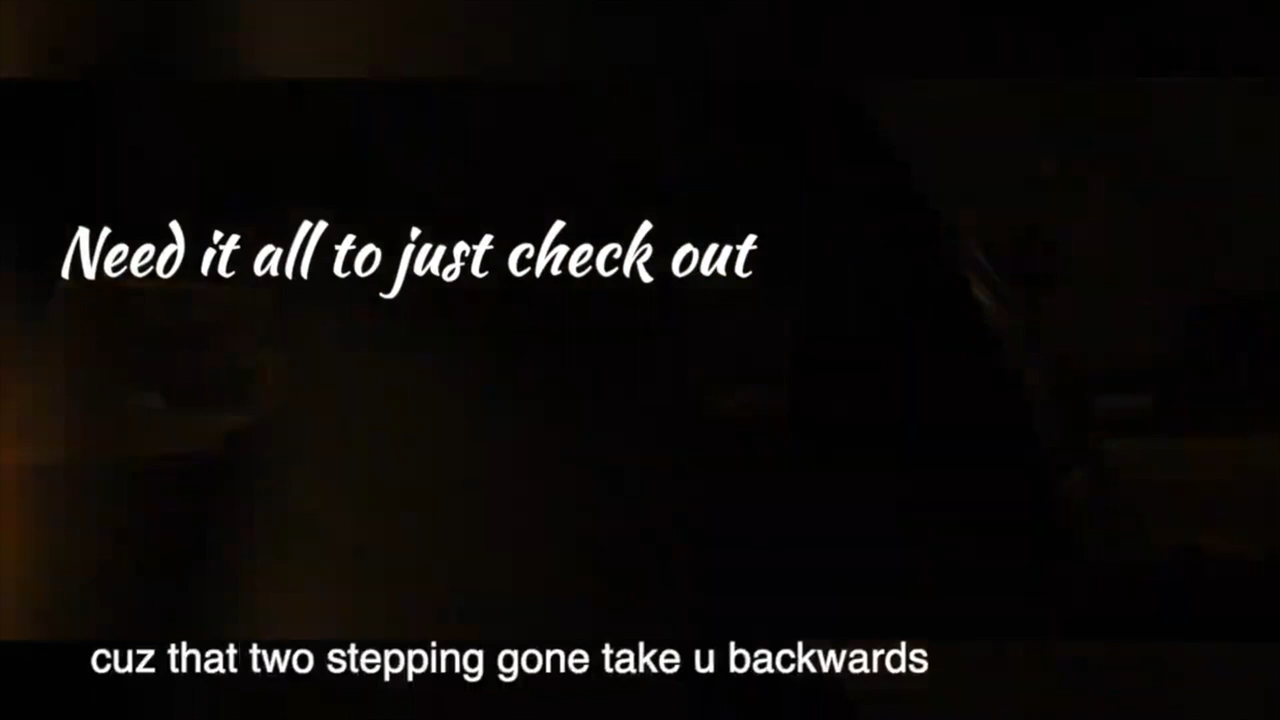 Need it all to just check out
cuz that two stepping gone take u backwards